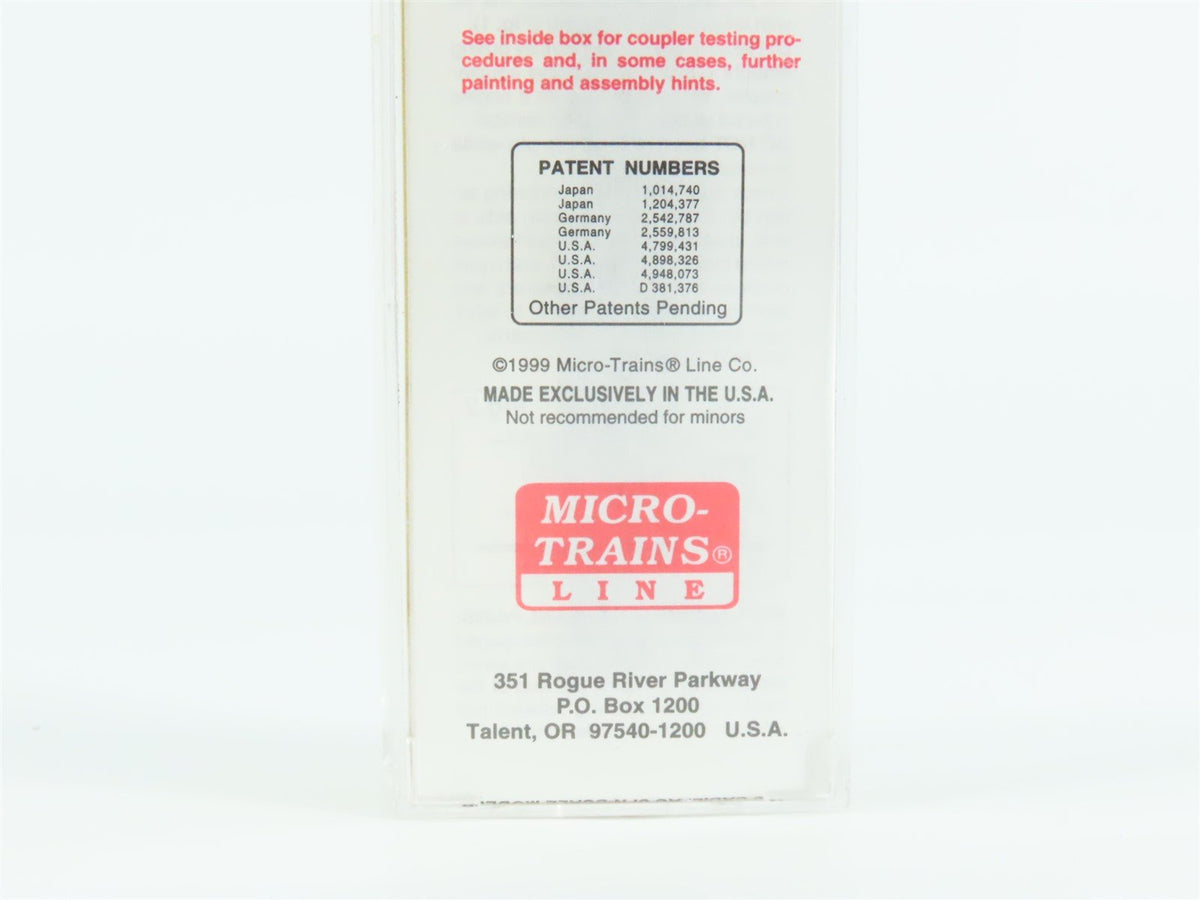 See inside box for coupler testing pro-
cedures and, in some cases, further
painting and assembly hints.
PATENT NUMBERS
Japan 1,014,740
Japan 1,204,377
Germany 2,542,787
Germany 2,559,813
U.S.A. 4,799,431
U.S.A. 4,898,326
U.S.A. 4,948,073
U.S.A. D 381,376
Other Patents Pending
©1999 Micro-Trains® Line Co.
MADE EXCLUSIVELY IN THE U.S.A.
Not recommended for minors
MICRO-
TRAINS®
LINE
351 Rogue River Parkway
P.O. Box 1200
Talent, OR 97540-1200 U.S.A.